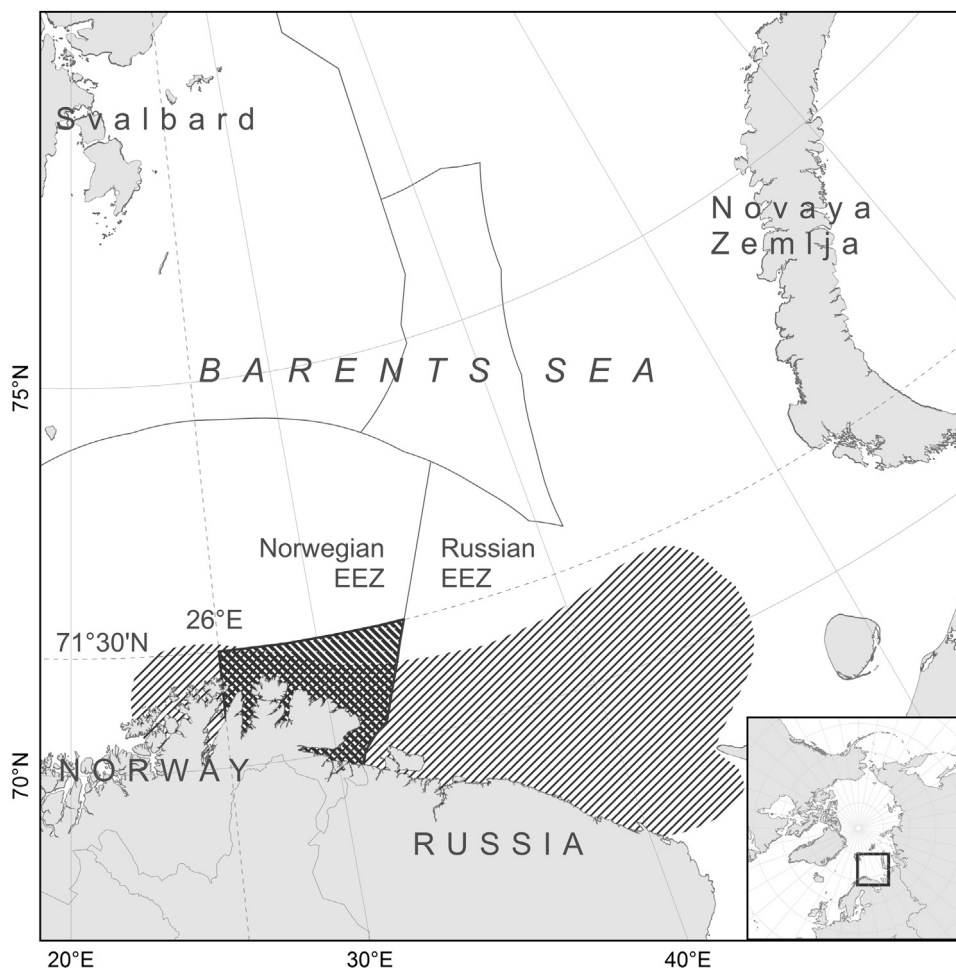 Svalbard
Novaya
Zemlja
BARENTS SEA
75°N
Norwegian
EEZ
Russian
EEZ
26°E
71°30'N
70°N
NORWAY
RUSSIA
20°E
30°E
40°E